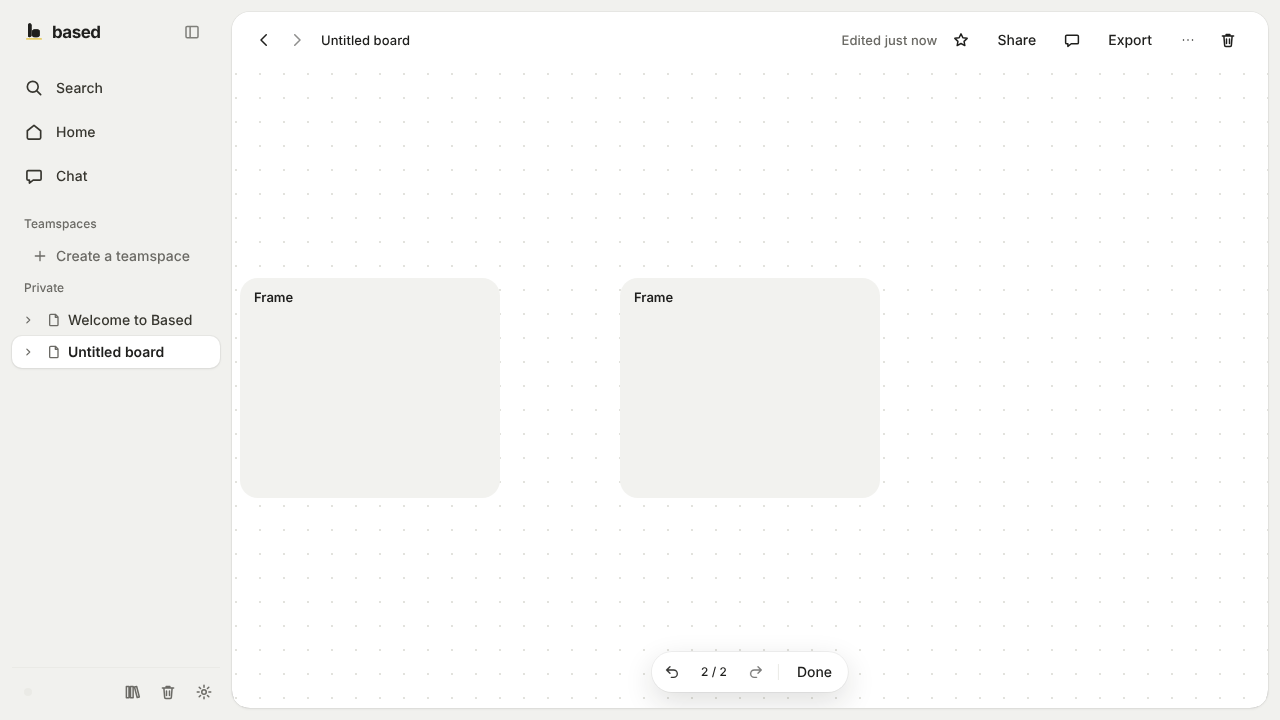 based
Search
Home
Chat
Teamspaces
Create a teamspace
Private
Welcome to Based
Untitled board
Untitled board
Edited just now
Share
Export
Frame
Frame
2 / 2
Done